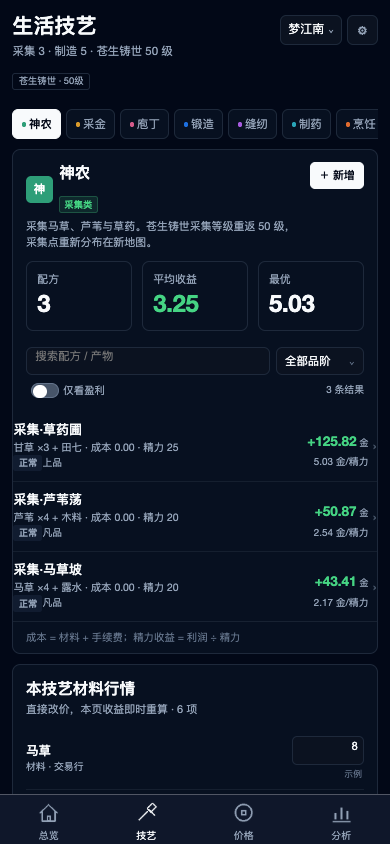 生活技艺
梦江南
采集 3 · 制造 5 · 苍生铸世 50 级
苍生铸世 · 50级
神农
采金
庖丁
锻造
缝纫
制药
烹饪
神
神农
采集类
+ 新增
采集马草、芦苇与草药。苍生铸世采集等级重返 50 级，
采集点重新分布在新地图。
配方
3
平均收益
3.25
最优
5.03
搜索配方 / 产物
全部品阶
仅看盈利
3 条结果
采集·草药圃
甘草 ×3 + 田七 · 成本 0.00 · 精力 25
正常 上品
+125.82 金
5.03 金/精力
采集·芦苇荡
芦苇 ×4 + 木料 · 成本 0.00 · 精力 20
正常 凡品
+50.87 金
2.54 金/精力
采集·马草坡
马草 ×4 + 露水 · 成本 0.00 · 精力 20
正常 凡品
+43.41 金
2.17 金/精力
成本 = 材料 + 手续费；精力收益 = 利润 ÷ 精力
本技艺材料行情
直接改价，本页收益即时重算 · 6 项
马草
材料 · 交易行
8
示例
总览
技艺
价格
分析